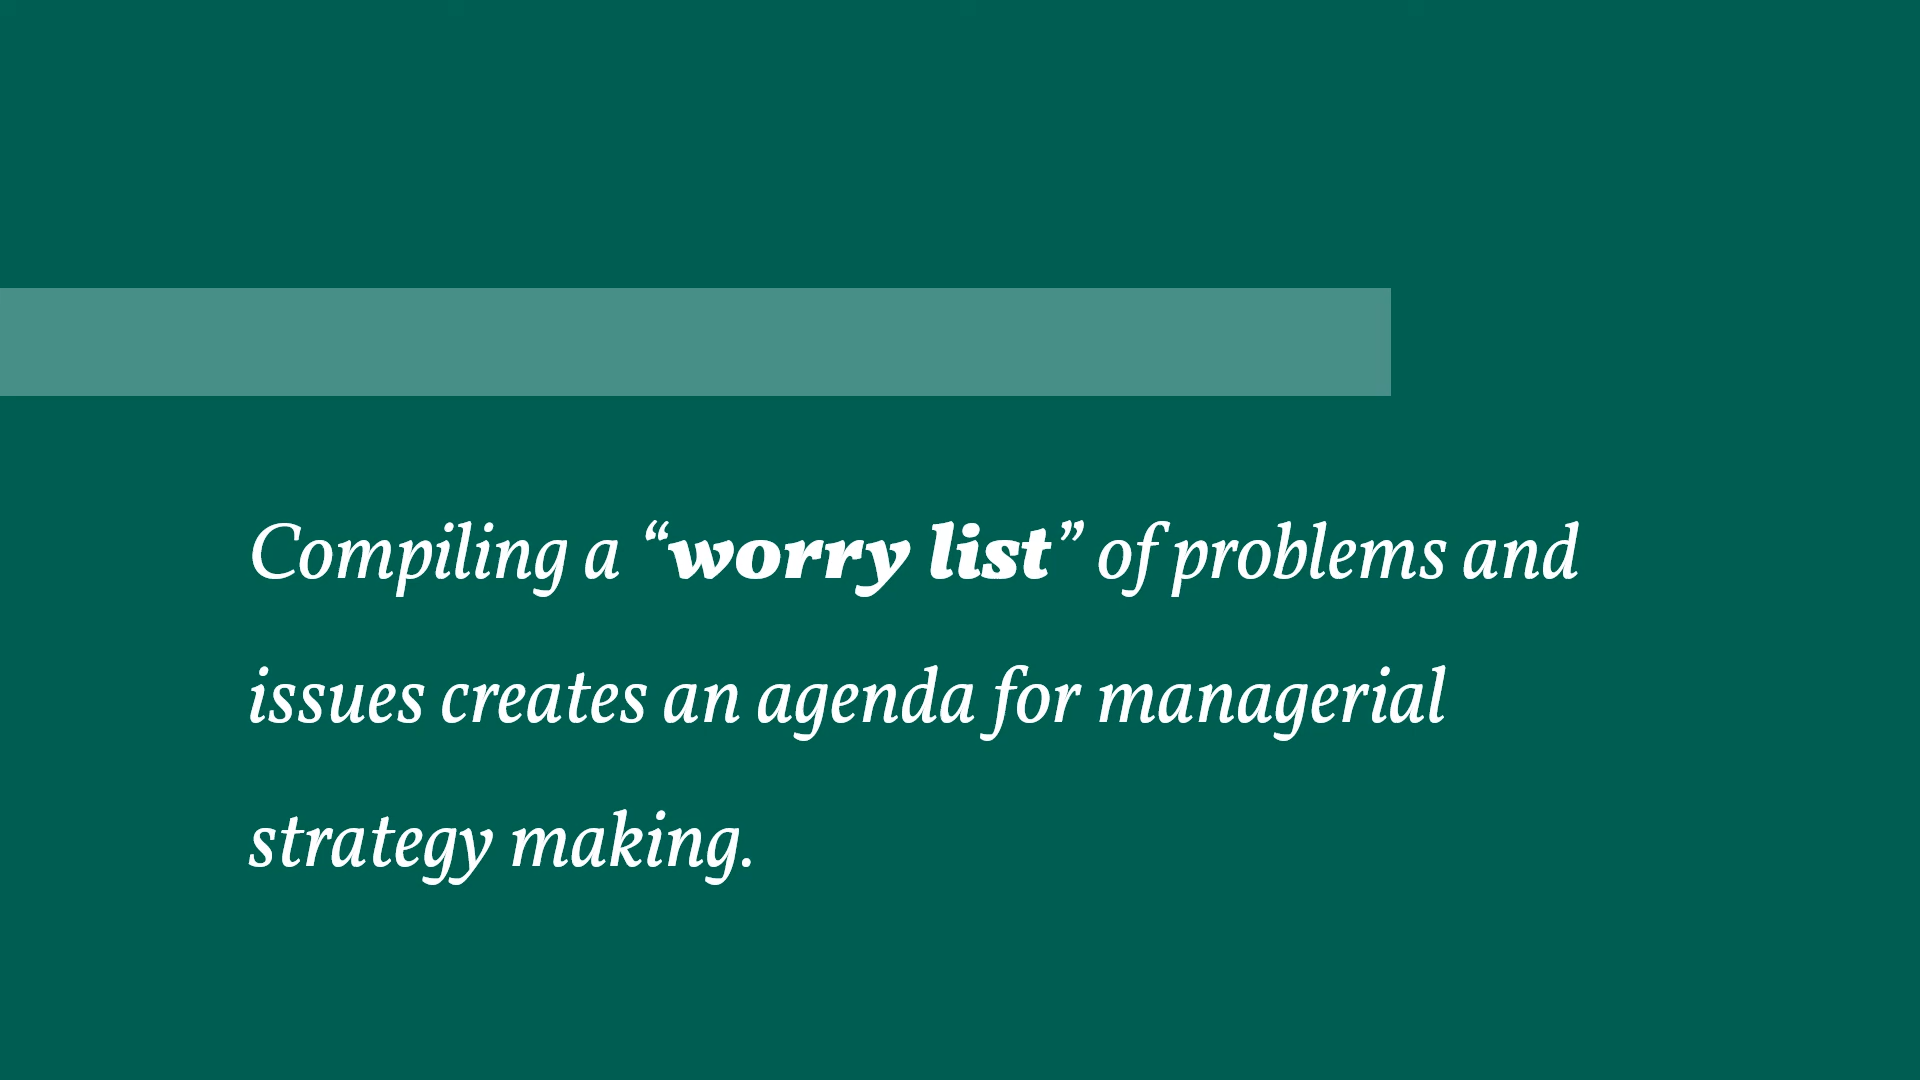 Compiling a “worry list” of problems and
issues creates an agenda for managerial
strategy making.